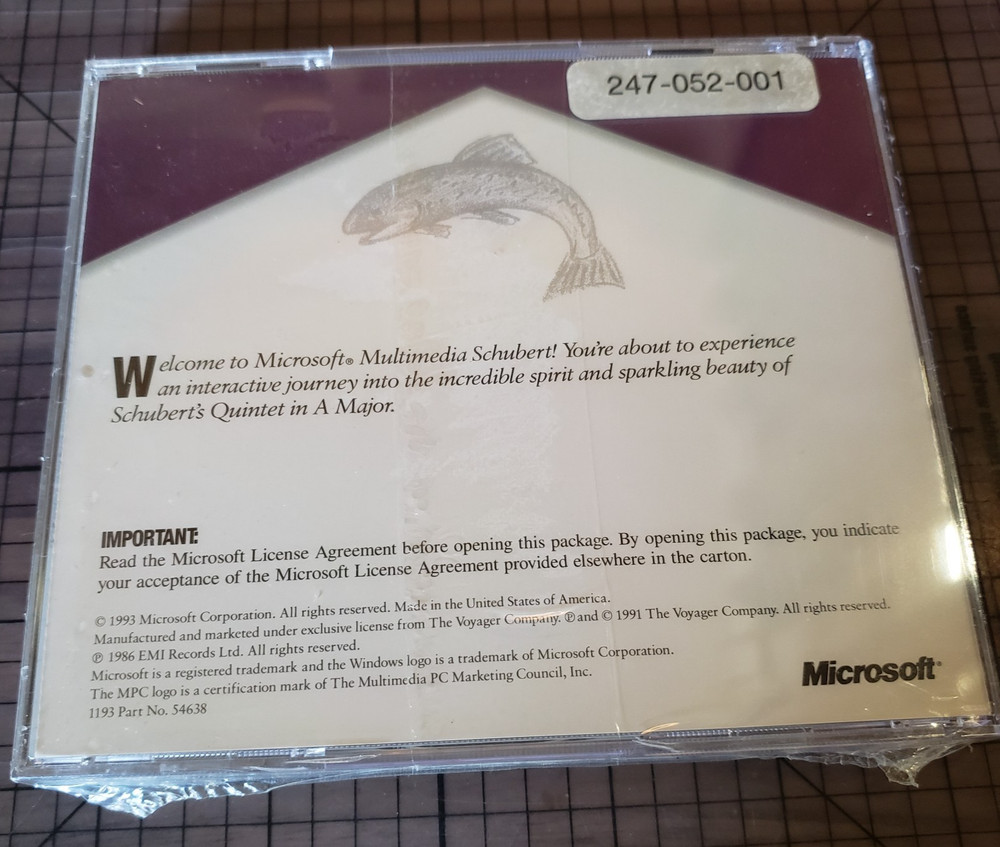 247-052-001
Welcome to Microsoft® Multimedia Schubert! You're about to experience
an interactive journey into the incredible spirit and sparkling beauty of
Schubert's Quintet in A Major.
IMPORTANT:
Read the Microsoft License Agreement before opening this package. By opening this package, you indicate
your acceptance of the Microsoft License Agreement provided elsewhere in the carton.
© 1993 Microsoft Corporation. All rights reserved. Made in the United States of America.
Manufactured and marketed under exclusive license from The Voyager Company. ℗ and © 1991 The Voyager Company. All rights reserved.
℗ 1986 EMI Records Ltd. All rights reserved.
Microsoft is a registered trademark and the Windows logo is a trademark of Microsoft Corporation.
The MPC logo is a certification mark of The Multimedia PC Marketing Council, Inc.
1193 Part No. 54638
Microsoft®